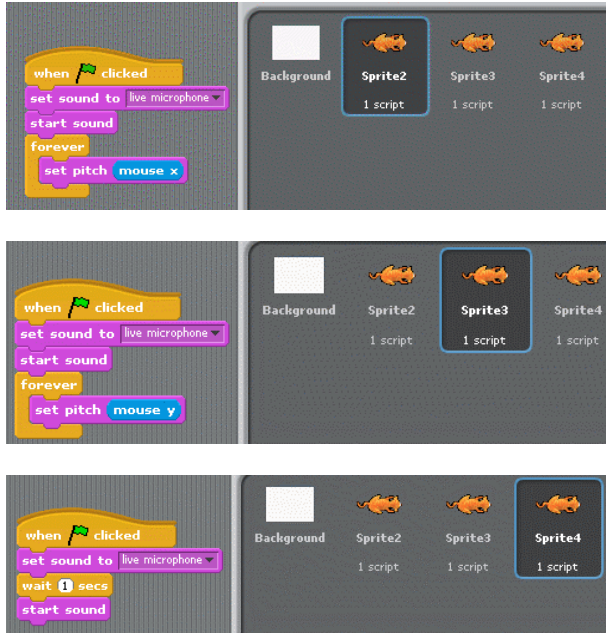 when clicked
set sound to live microphone
start sound
forever
set pitch mouse x
Background Sprite2 Sprite3 Sprite4
1 script 1 script 1 script
when clicked
set sound to live microphone
start sound
forever
set pitch mouse y
Background Sprite2 Sprite3 Sprite4
1 script 1 script 1 script
when clicked
set sound to live microphone
wait 1 secs
start sound
Background Sprite2 Sprite3 Sprite4
1 script 1 script 1 script